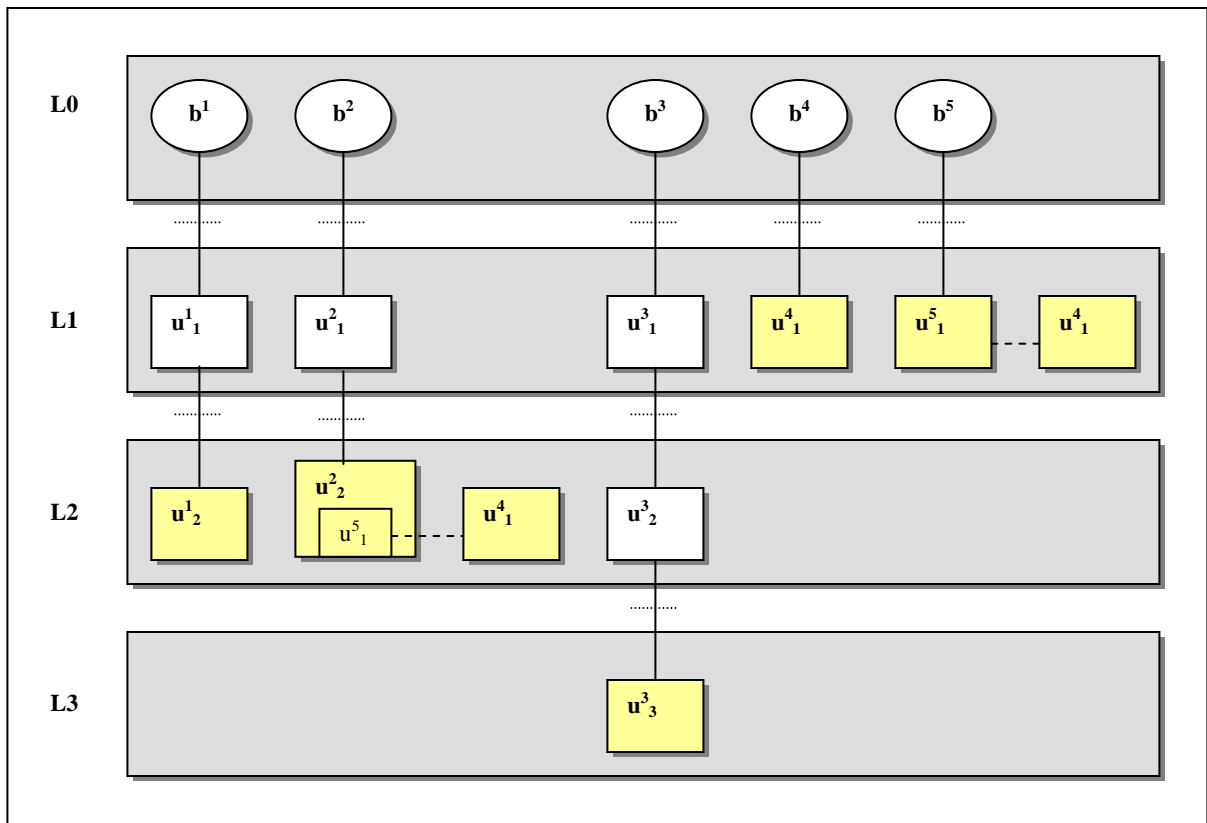 L0 b¹ b² b³ b⁴ b⁵
L1 u¹₁ u²₁ u³₁ u⁴₁ u⁵₁ u⁴₁
L2 u¹₂ u²₂ u⁵₁ u⁴₁ u³₂
L3 u³₃